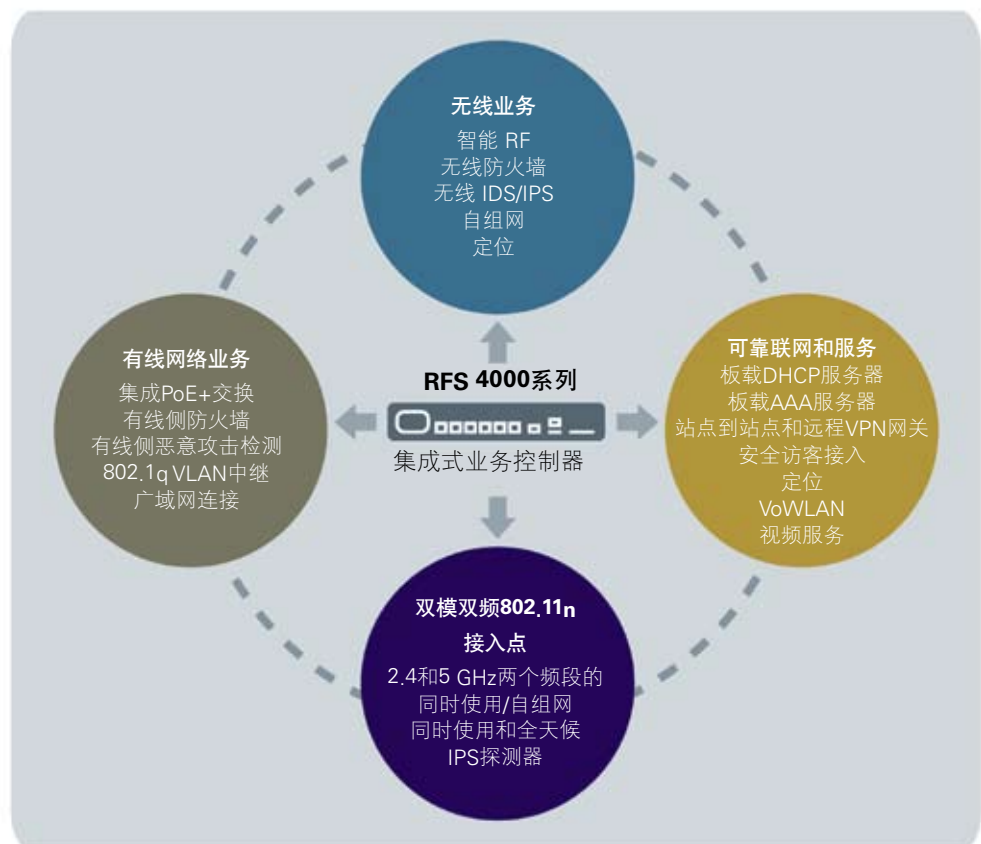 无线业务
智能 RF
无线防火墙
无线 IDS/IPS
自组网
定位
有线网络业务
集成PoE+交换
有线侧防火墙
有线侧恶意攻击检测
802.1q VLAN中继
广域网连接
RFS 4000系列
集成式业务控制器
可靠联网和服务
板载DHCP服务器
板载AAA服务器
站点到站点和远程VPN网关
安全访客接入
定位
VoWLAN
视频服务
双模双频802.11n
接入点
2.4和5 GHz两个频段的
同时使用/自组网
同时使用和全天候
IPS探测器